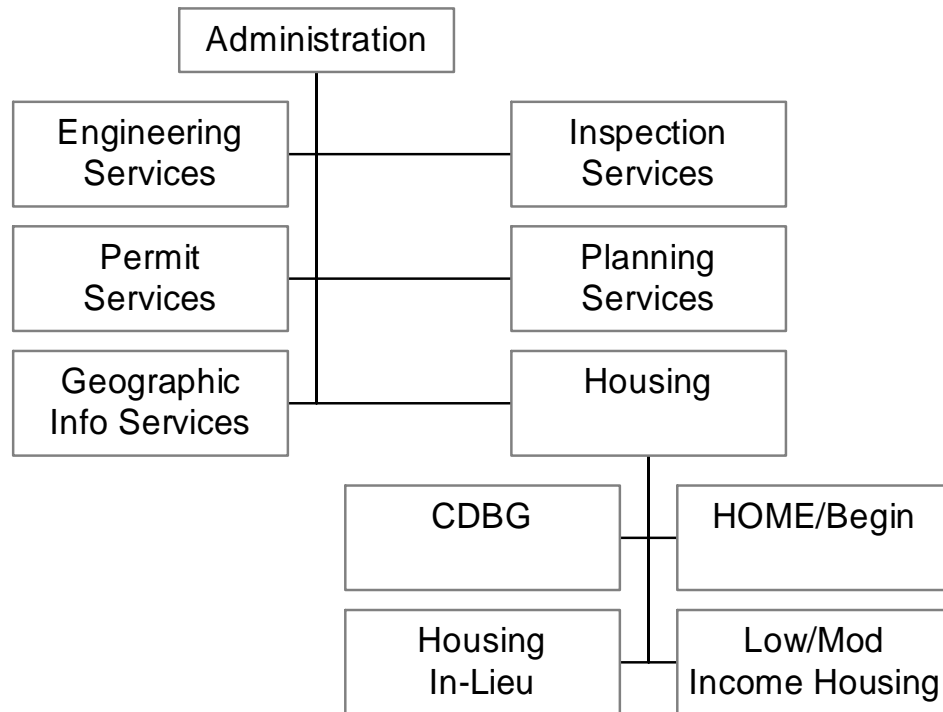 Administration
Engineering
Services
Inspection
Services
Permit
Services
Planning
Services
Geographic
Info Services
Housing
CDBG
HOME/Begin
Housing
In-Lieu
Low/Mod
Income Housing